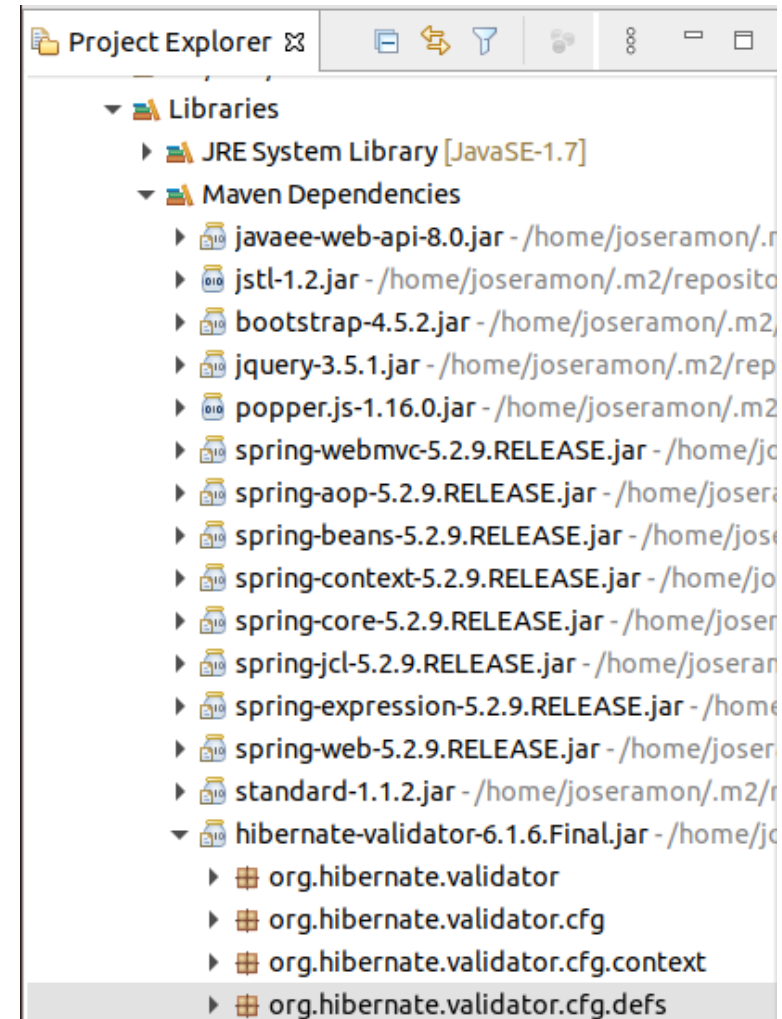 Project Explorer
Libraries
JRE System Library [JavaSE-1.7]
Maven Dependencies
javaee-web-api-8.0.jar - /home/joseramon/.
jstl-1.2.jar - /home/joseramon/.m2/reposito
bootstrap-4.5.2.jar - /home/joseramon/.m2/
jquery-3.5.1.jar - /home/joseramon/.m2/rep
popper.js-1.16.0.jar - /home/joseramon/.m2
spring-webmvc-5.2.9.RELEASE.jar - /home/jo
spring-aop-5.2.9.RELEASE.jar - /home/josera
spring-beans-5.2.9.RELEASE.jar - /home/jose
spring-context-5.2.9.RELEASE.jar - /home/jo
spring-core-5.2.9.RELEASE.jar - /home/joser
spring-jcl-5.2.9.RELEASE.jar - /home/joseram
spring-expression-5.2.9.RELEASE.jar - /home
spring-web-5.2.9.RELEASE.jar - /home/joser
standard-1.1.2.jar - /home/joseramon/.m2/r
hibernate-validator-6.1.6.Final.jar - /home/jo
org.hibernate.validator
org.hibernate.validator.cfg
org.hibernate.validator.cfg.context
org.hibernate.validator.cfg.defs